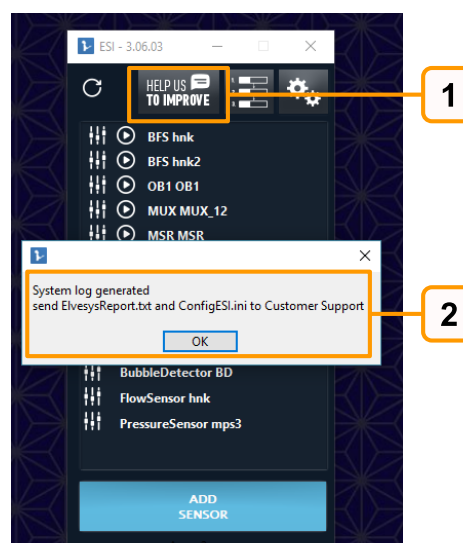 ESI - 3.06.03
HELP US
TO IMPROVE
1
BFS hnk
BFS hnk2
OB1 OB1
MUX MUX_12
MSR MSR
System log generated
send ElvesysReport.txt and ConfigESI.ini to Customer Support
OK
2
BubbleDetector BD
FlowSensor hnk
PressureSensor mps3
ADD
SENSOR